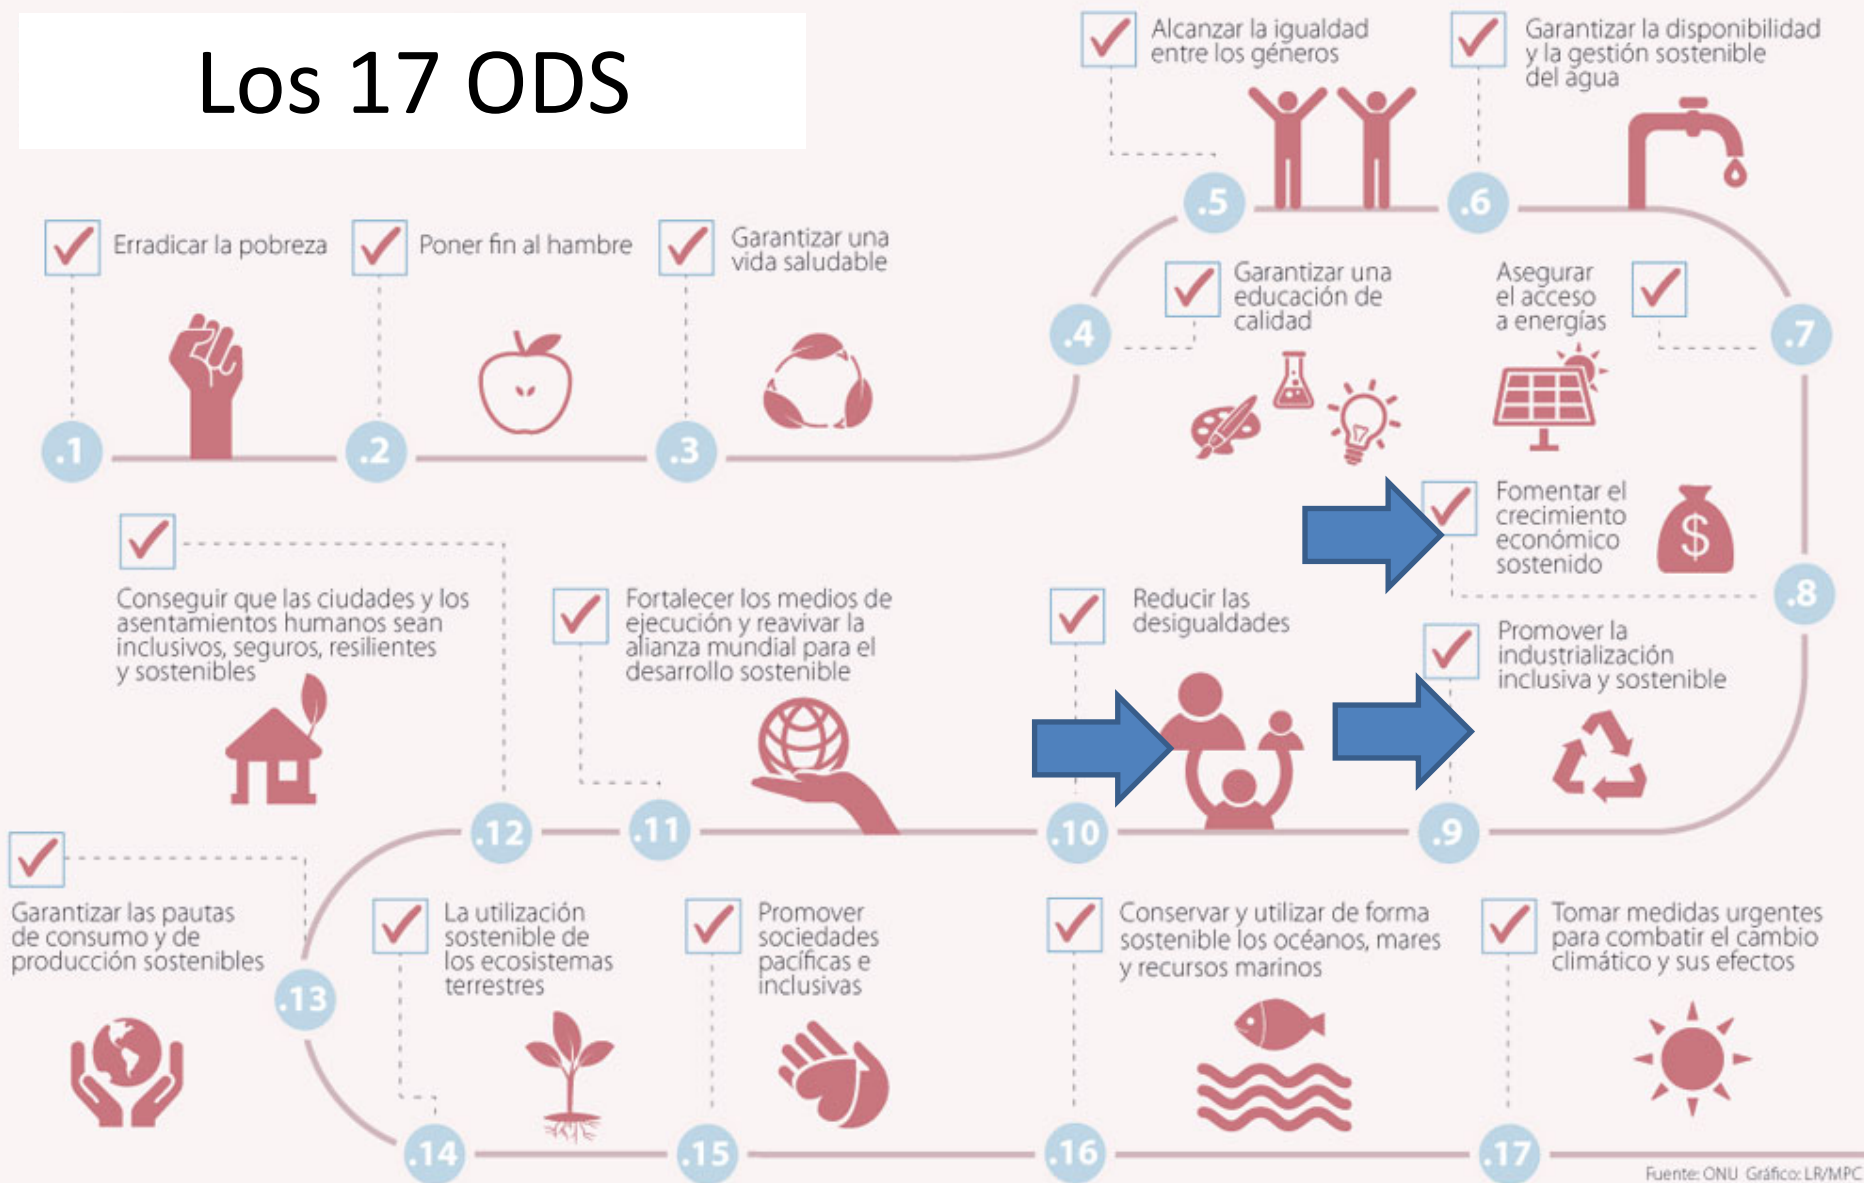 Los 17 ODS
Erradicar la pobreza
.1
Poner fin al hambre
.2
Garantizar una
vida saludable
.3
Garantizar una
educación de
calidad
.4
Alcanzar la igualdad
entre los géneros
.5
Garantizar la disponibilidad
y la gestión sostenible
del agua
.6
Asegurar
el acceso
a energías
.7
Fomentar el
crecimiento
económico
sostenido
$
.8
Promover la
industrialización
inclusiva y sostenible
.9
Reducir las
desigualdades
.10
Fortalecer los medios de
ejecución y reavivar la
alianza mundial para el
desarrollo sostenible
.11
Conseguir que las ciudades y los
asentamientos humanos sean
inclusivos, seguros, resilientes
y sostenibles
.12
Garantizar las pautas
de consumo y de
producción sostenibles
.13
La utilización
sostenible de
los ecosistemas
terrestres
.14
Promover
sociedades
pacíficas e
inclusivas
.15
Conservar y utilizar de forma
sostenible los océanos, mares
y recursos marinos
.16
Tomar medidas urgentes
para combatir el cambio
climático y sus efectos
.17
Fuente: ONU Gráfico: LR/MPC